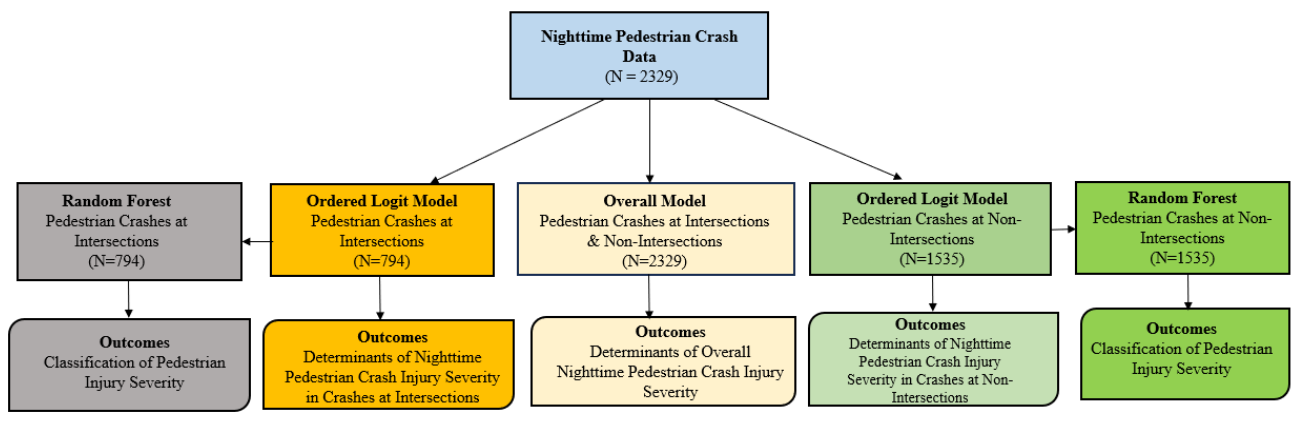 Nighttime Pedestrian Crash
Data
(N = 2329)
Random Forest
Pedestrian Crashes at
Intersections
(N=794)
Ordered Logit Model
Pedestrian Crashes at
Intersections
(N=794)
Overall Model
Pedestrian Crashes at Intersections
& Non-Intersections
(N=2329)
Ordered Logit Model
Pedestrian Crashes at Non-
Intersections
(N=1535)
Random Forest
Pedestrian Crashes at Non-
Intersections
(N=1535)
Outcomes
Classification of Pedestrian
Injury Severity
Outcomes
Determinants of Nighttime
Pedestrian Crash Injury Severity
in Crashes at Intersections
Outcomes
Determinants of Overall
Nighttime Pedestrian Crash Injury
Severity
Outcomes
Determinants of Nighttime
Pedestrian Crash Injury
Severity in Crashes at Non-
Intersections
Outcomes
Classification of Pedestrian
Injury Severity